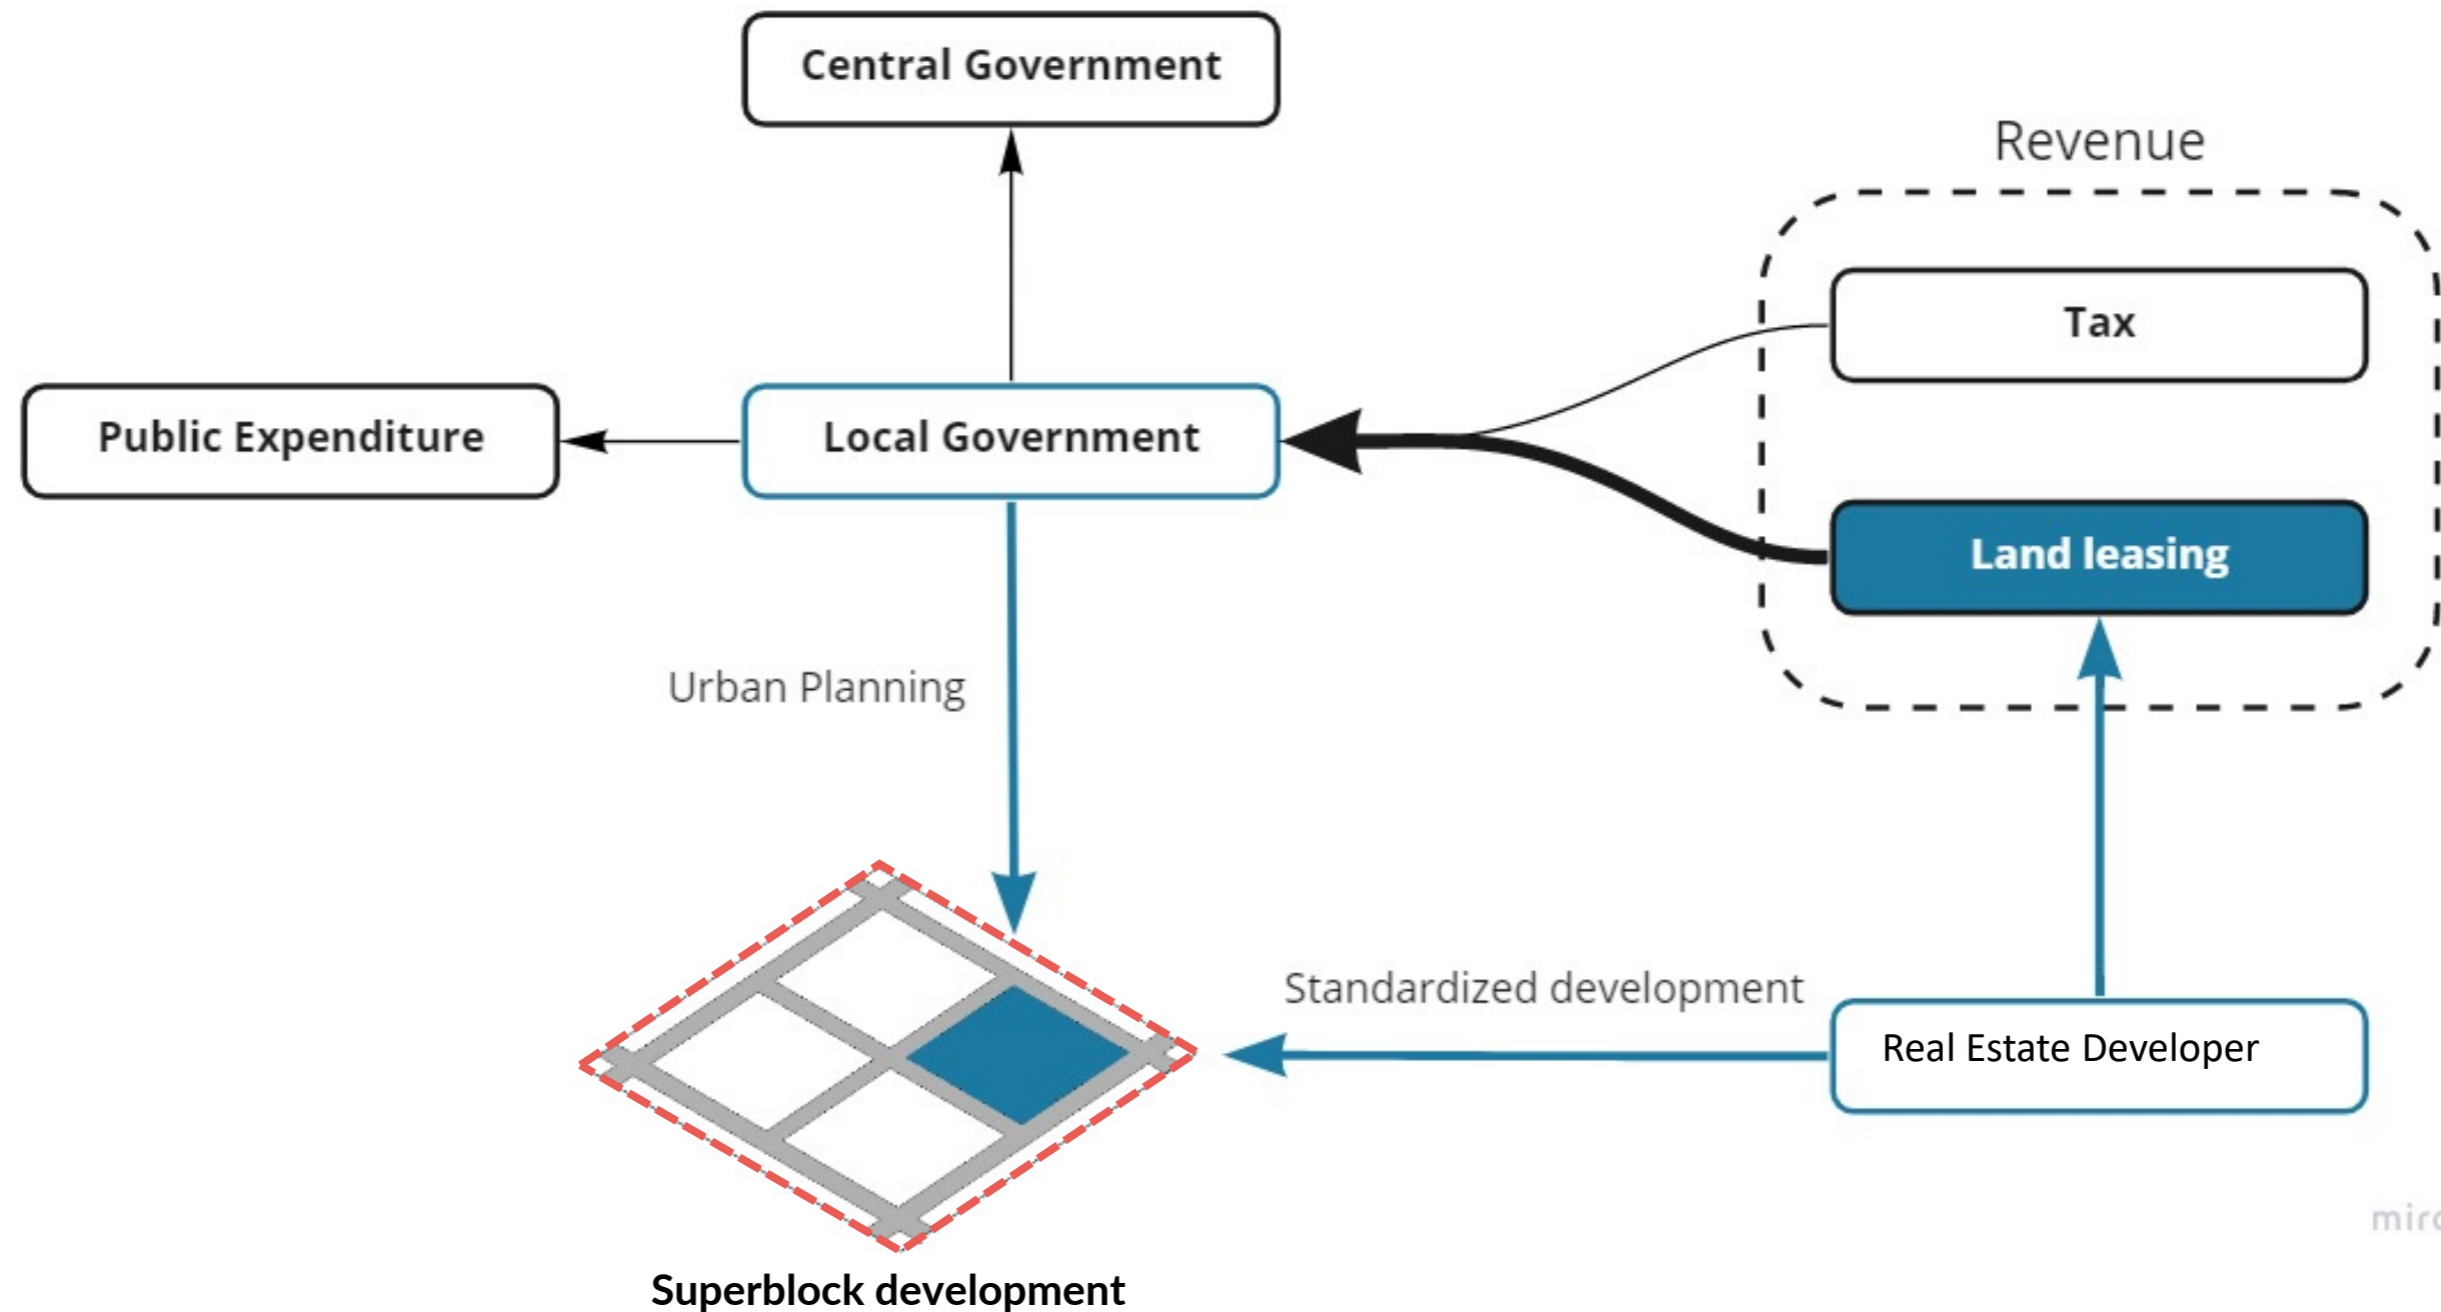 Central Government
Revenue
Tax
Public Expenditure
Local Government
Land leasing
Urban Planning
Standardized development
Real Estate Developer
Superblock development